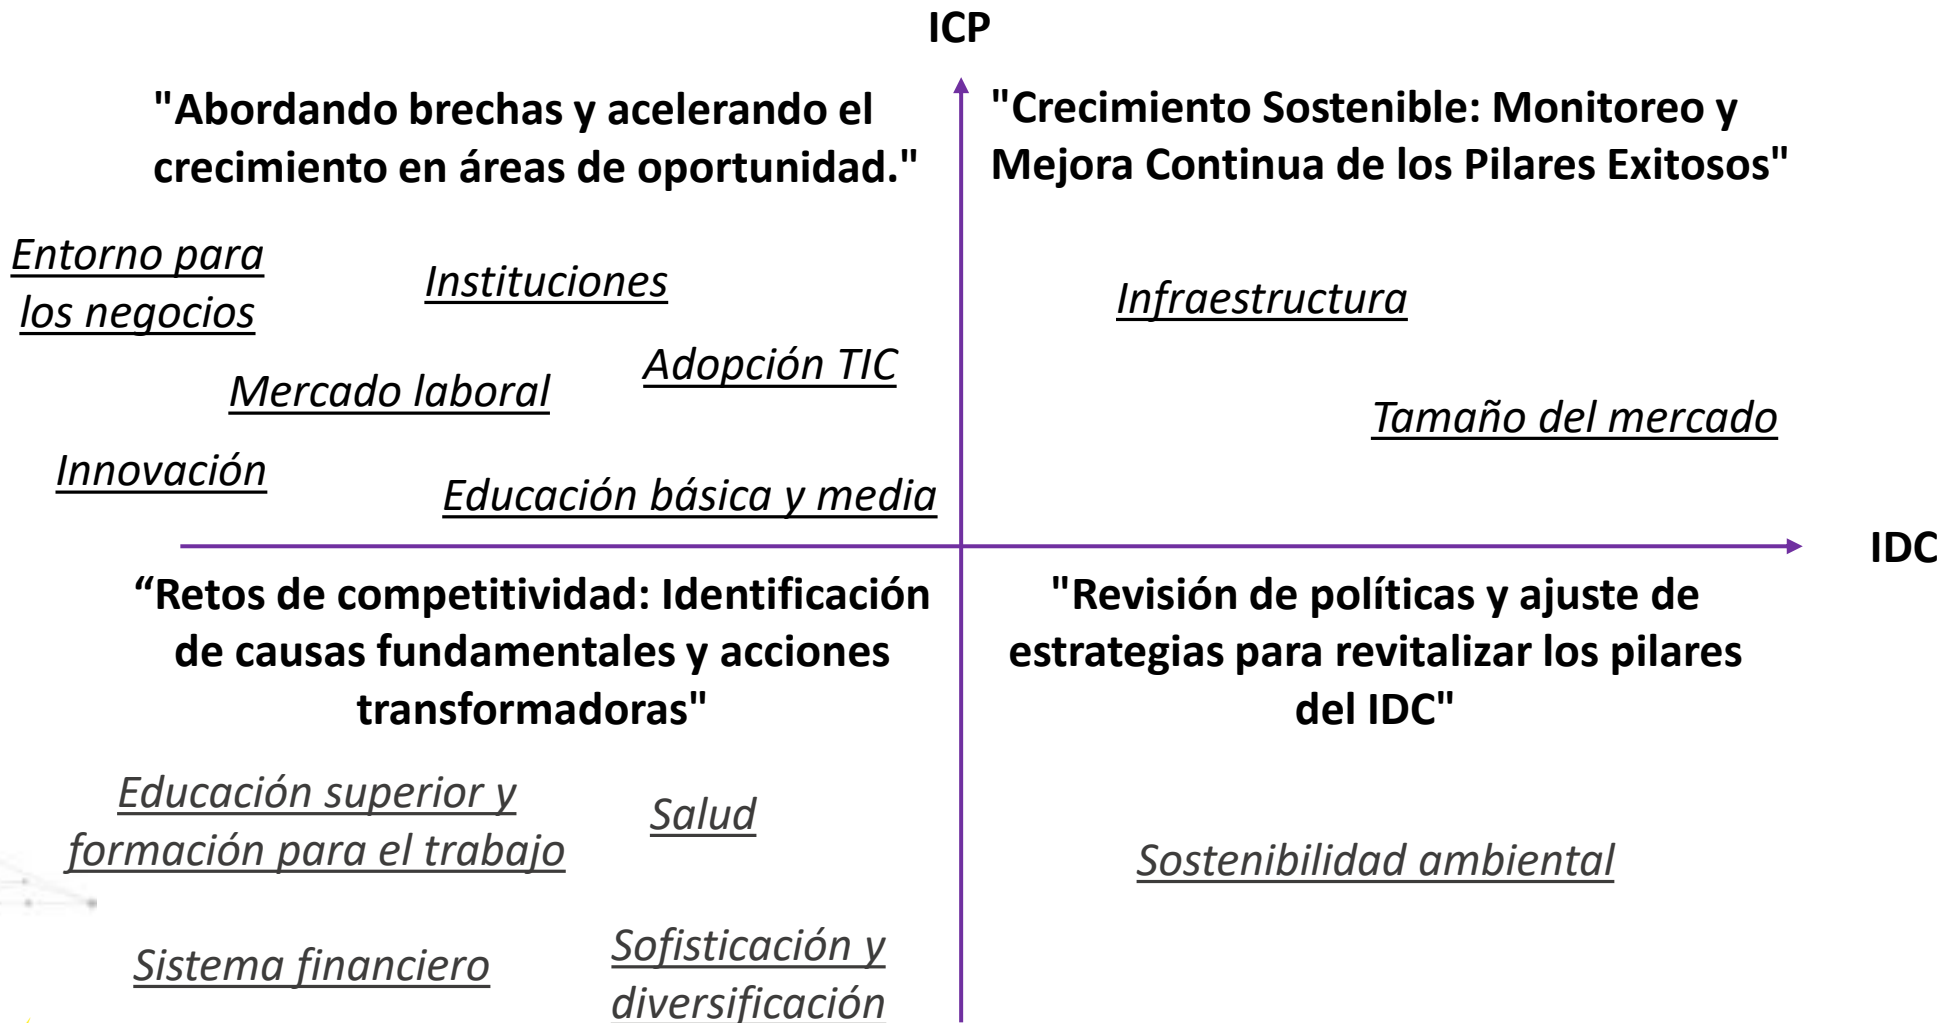 ICP
"Abordando brechas y acelerando el
crecimiento en áreas de oportunidad."
"Crecimiento Sostenible: Monitoreo y
Mejora Continua de los Pilares Exitosos"
Entorno para
los negocios
Instituciones
Adopción TIC
Mercado laboral
Innovación
Educación básica y media
Infraestructura
Tamaño del mercado
IDC
“Retos de competitividad: Identificación
de causas fundamentales y acciones
transformadoras"
"Revisión de políticas y ajuste de
estrategias para revitalizar los pilares
del IDC"
Educación superior y
formación para el trabajo
Salud
Sistema financiero
Sofisticación y
diversificación
Sostenibilidad ambiental